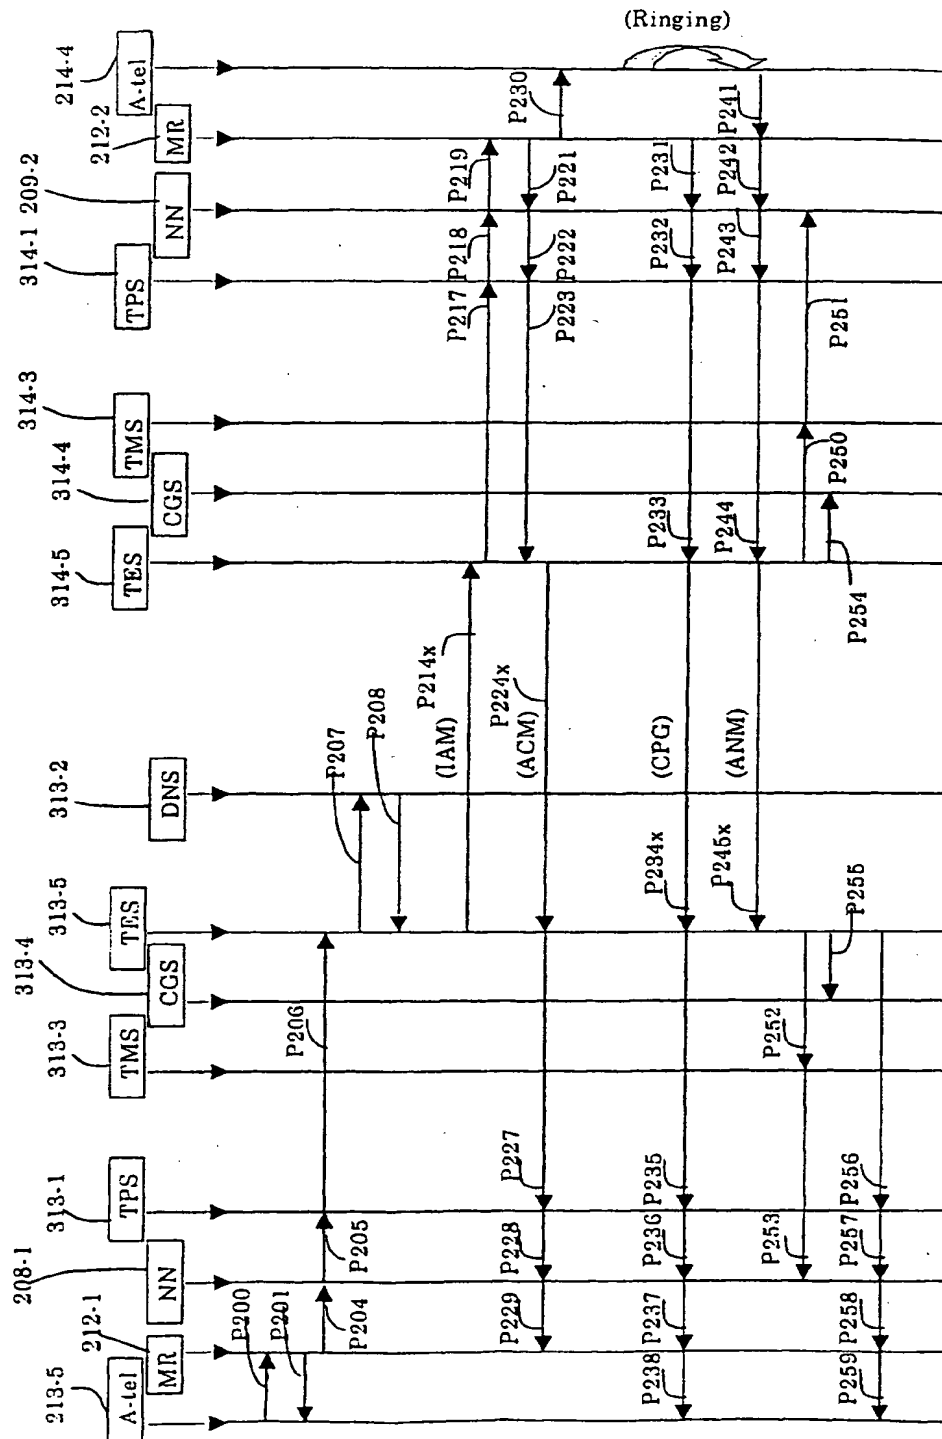 213-5
A-tel
212-1
MR
208-1
NN
313-1
TPS
313-3
TMS
313-4
CGS
313-5
TES
313-2
DNS
314-5
TES
314-4
CGS
314-3
TMS
314-1
TPS
209-2
NN
212-2
MR
214-4
A-tel
P200
P201
P204
P205
P206
P207
P208
P214x
(IAM)
P217
P218
P219
P221
P222
P223
P224x
(ACM)
P227
P228
P229
P230
(Ringing)
P231
P232
P233
(CPG)
P234x
P235
P236
P237
P238
P241
P242
P243
P244
(ANM)
P245x
P250
P251
P254
P252
P253
P255
P256
P257
P258
P259